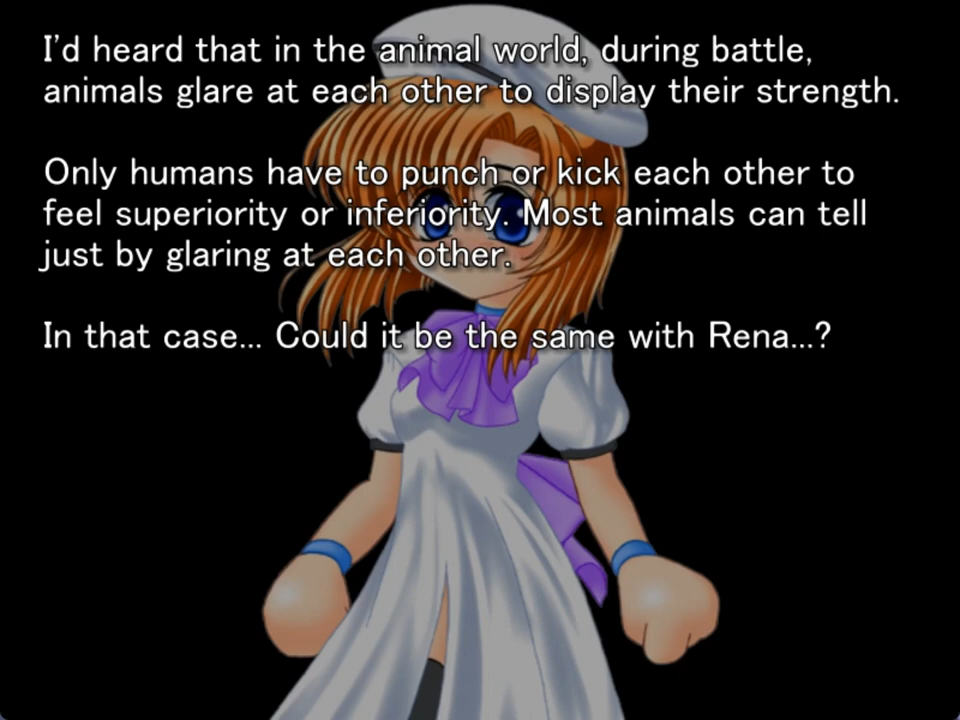 I'd heard that in the animal world, during battle,
animals glare at each other to display their strength.
Only humans have to punch or kick each other to
feel superiority or inferiority. Most animals can tell
just by glaring at each other.
In that case... Could it be the same with Rena...?